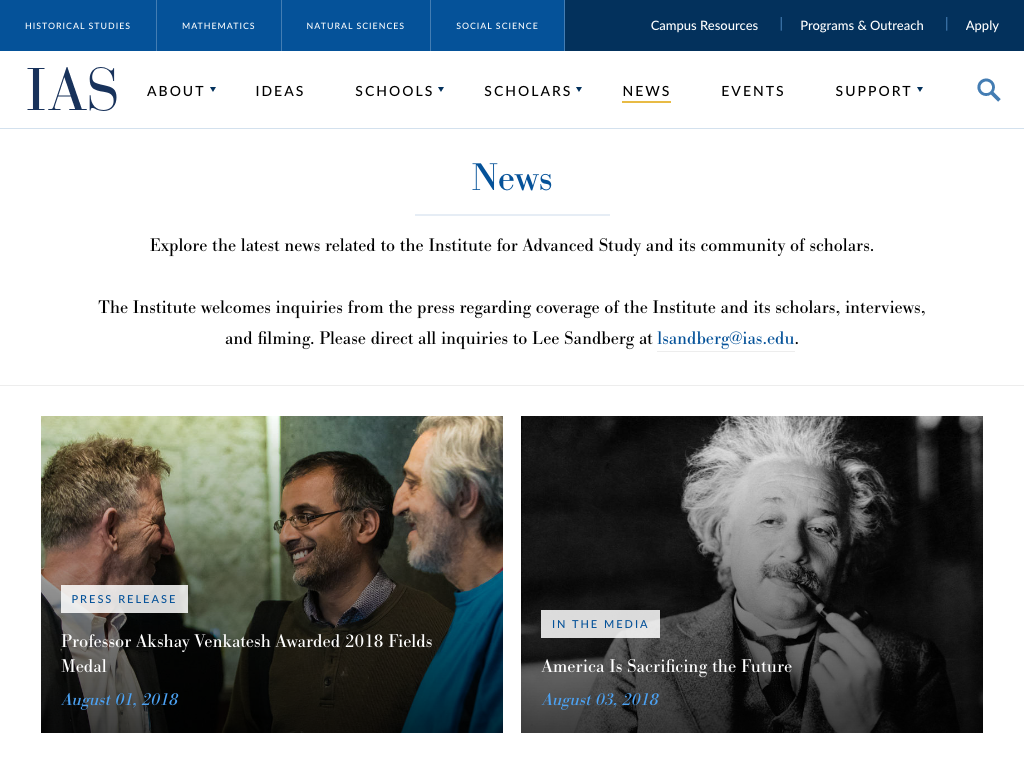 HISTORICAL STUDIES
MATHEMATICS
NATURAL SCIENCES
SOCIAL SCIENCE
Campus Resources
Programs & Outreach
Apply
IAS
ABOUT
IDEAS
SCHOOLS
SCHOLARS
NEWS
EVENTS
SUPPORT
News
Explore the latest news related to the Institute for Advanced Study and its community of scholars.
The Institute welcomes inquiries from the press regarding coverage of the Institute and its scholars, interviews,
and filming. Please direct all inquiries to Lee Sandberg at lsandberg@ias.edu.
PRESS RELEASE
Professor Akshay Venkatesh Awarded 2018 Fields
Medal
August 01, 2018
IN THE MEDIA
America Is Sacrificing the Future
August 03, 2018